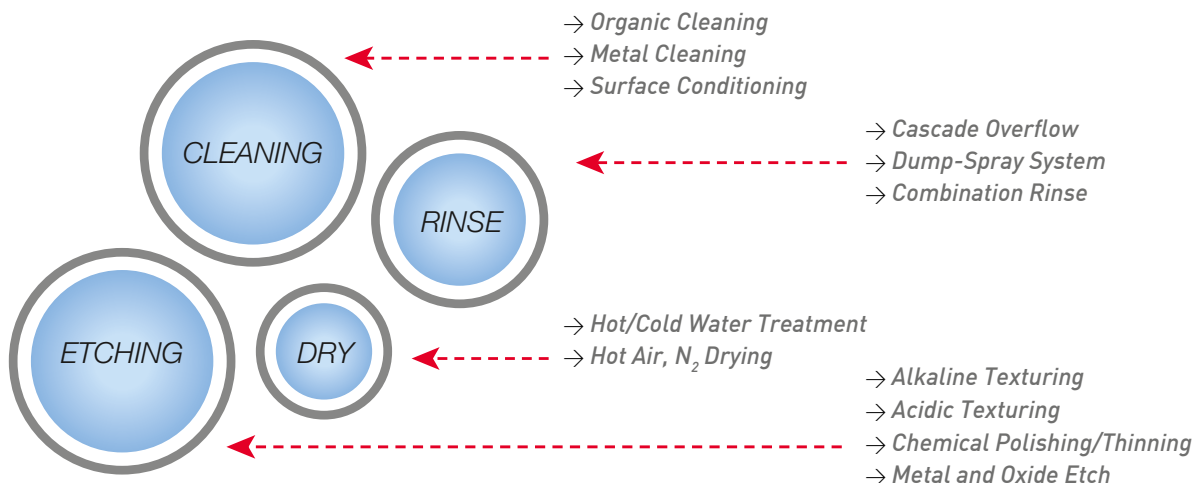 → Organic Cleaning
→ Metal Cleaning
→ Surface Conditioning
CLEANING
→ Cascade Overflow
→ Dump-Spray System
→ Combination Rinse
RINSE
→ Hot/Cold Water Treatment
→ Hot Air, N₂ Drying
ETCHING
DRY
→ Alkaline Texturing
→ Acidic Texturing
→ Chemical Polishing/Thinning
→ Metal and Oxide Etch